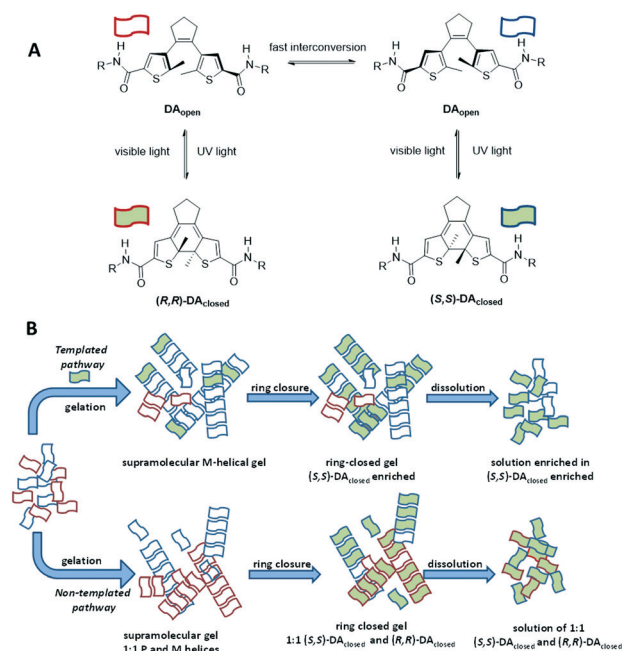 A
H
N
R
O
S
S
O
H
N
R
DAopen
fast interconversion
H
N
R
O
S
S
O
H
N
R
DAopen
visible light
UV light
visible light
UV light
H
N
R
O
S
S
O
H
N
R
(R,R)-DAclosed
H
N
R
O
S
S
O
H
N
R
(S,S)-DAclosed
B
Templated
pathway
gelation
ring closure
dissolution
supramolecular M-helical gel
ring-closed gel
(S,S)-DAclosed enriched
solution enriched in
(S,S)-DAclosed enriched
gelation
Non-templated
pathway
ring closure
dissolution
supramolecular gel
1:1 P and M helices
ring closed gel
1:1 (S,S)-DAclosed and (R,R)-DAclosed
solution of 1:1
(S,S)-DAclosed and (R,R)-DAclosed